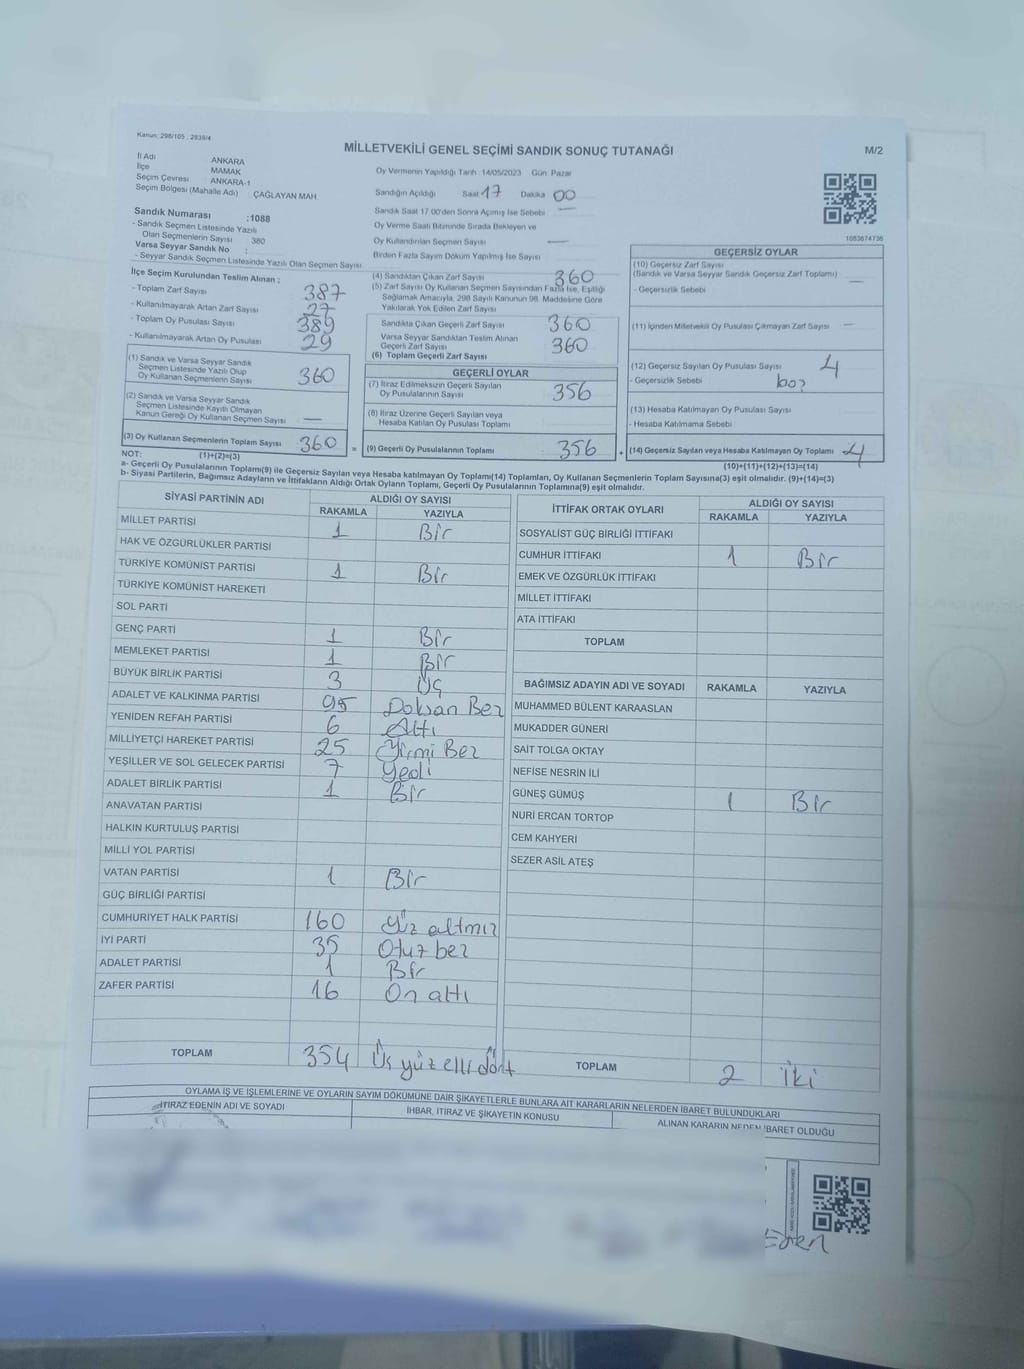 Kanun: 298/105 , 2839/4
MİLLETVEKİLİ GENEL SEÇİMİ SANDIK SONUÇ TUTANAĞI
M/2
İl Adı ANKARA
İlçe MAMAK
Seçim Çevresi ANKARA-1
Seçim Bölgesi (Mahalle Adı) : ÇAĞLAYAN MAH
Sandık Numarası :1088
- Sandık Seçmen Listesinde Yazılı
Olan Seçmenlerin Sayısı : 380
Varsa Seyyar Sandık No :
- Seyyar Sandık Seçmen Listesinde Yazılı Olan Seçmen Sayısı
Oy Vermenin Yapıldığı Tarih :14/05/2023 Gün: Pazar
Sandığın Açıldığı Saat 17 Dakika 00
Sandık Saat 17 00'den Sonra Açılmış İse Sebebi —
Oy Verme Saati Bitiminde Sırada Bekleyen ve
Oy Kullandırılan Seçmen Sayısı —
Birden Fazla Sayım Döküm Yapılmış İse Sayısı
1083674736
İlçe Seçim Kurulundan Teslim Alınan ;
- Toplam Zarf Sayısı 387
- Kullanılmayarak Artan Zarf Sayısı 27
- Toplam Oy Pusulası Sayısı 389
- Kullanılmayarak Artan Oy Pusulası 29
(1) Sandık ve Varsa Seyyar Sandık
Seçmen Listesinde Yazılı Olup
Oy Kullanan Seçmenlerin Sayısı 360
(2) Sandık ve Varsa Seyyar Sandık
Seçmen Listesinde Kayıtlı Olmayan
Kanun Gereği Oy Kullanan Seçmen Sayısı —
(3) Oy Kullanan Seçmenlerin Toplam Sayısı 360 =
(4) Sandıktan Çıkan Zarf Sayısı 360
(5) Zarf Sayısı Oy Kullanan Seçmen Sayısından Fazla İse, Eşitliği
Sağlamak Amacıyla, 298 Sayılı Kanunun 98. Maddesine Göre
Yakılarak Yok Edilen Zarf Sayısı
Sandıkta Çıkan Geçerli Zarf Sayısı 360
Varsa Seyyar Sandıktan Teslim Alınan
Geçerli Zarf Sayısı
(6) Toplam Geçerli Zarf Sayısı 360
GEÇERLİ OYLAR
(7) İtiraz Edilmeksizin Geçerli Sayılan
Oy Pusulalarının Sayısı 356
(8) İtiraz Üzerine Geçerli Sayılan veya
Hesaba Katılan Oy Pusulası Toplamı
(9) Geçerli Oy Pusulalarının Toplamı 356 +
GEÇERSİZ OYLAR
(10) Geçersiz Zarf Sayısı
(Sandık ve Varsa Seyyar Sandık Geçersiz Zarf Toplamı) —
- Geçersizlik Sebebi
(11) İçinden Milletvekili Oy Pusulası Çıkmayan Zarf Sayısı —
(12) Geçersiz Sayılan Oy Pusulası Sayısı 4
- Geçersizlik Sebebi
(13) Hesaba Katılmayan Oy Pusulası Sayısı
- Hesaba Katılmama Sebebi
(14) Geçersiz Sayılan veya Hesaba Katılmayan Oy Toplamı 4
NOT: (1)+(2)=(3)
(10)+(11)+(12)+(13)=(14)
a- Geçerli Oy Pusulalarının Toplamı(9) ile Geçersiz Sayılan veya Hesaba katılmayan Oy Toplamı(14) Toplamları, Oy Kullanan Seçmenlerin Toplam Sayısına(3) eşit olmalıdır. (9)+(14)=(3)
b- Siyasi Partilerin, Bağımsız Adayların ve İttifakların Aldığı Ortak Oyların Toplamı, Geçerli Oy Pusulalarının Toplamına(9) eşit olmalıdır.
SİYASİ PARTİNİN ADI ALDIĞI OY SAYISI
RAKAMLA YAZIYLA
MİLLET PARTİSİ 1 Bir
HAK VE ÖZGÜRLÜKLER PARTİSİ
TÜRKİYE KOMÜNİST PARTİSİ 1 Bir
TÜRKİYE KOMÜNİST HAREKETİ
SOL PARTİ
GENÇ PARTİ 1 Bir
MEMLEKET PARTİSİ 1 Bir
BÜYÜK BİRLİK PARTİSİ 3 Üç
ADALET VE KALKINMA PARTİSİ 95 Doksan Beş
YENİDEN REFAH PARTİSİ 6 Altı
MİLLİYETÇİ HAREKET PARTİSİ 25 Yirmi Beş
YEŞİLLER VE SOL GELECEK PARTİSİ 7 Yedi
ADALET BİRLİK PARTİSİ 1 Bir
ANAVATAN PARTİSİ
HALKIN KURTULUŞ PARTİSİ
MİLLİ YOL PARTİSİ
VATAN PARTİSİ 1 Bir
GÜÇ BİRLİĞİ PARTİSİ
CUMHURİYET HALK PARTİSİ 160 Yüz altmış
İYİ PARTİ 35 Otuz beş
ADALET PARTİSİ 1 Bir
ZAFER PARTİSİ 16 On altı
TOPLAM 354 Üç yüz elli dört
İTTİFAK ORTAK OYLARI ALDIĞI OY SAYISI
RAKAMLA YAZIYLA
SOSYALİST GÜÇ BİRLİĞİ İTTİFAKI
CUMHUR İTTİFAKI 1 Bir
EMEK VE ÖZGÜRLÜK İTTİFAKI
MİLLET İTTİFAKI
ATA İTTİFAKI
TOPLAM
BAĞIMSIZ ADAYIN ADI VE SOYADI RAKAMLA YAZIYLA
MUHAMMED BÜLENT KARAASLAN
MUKADDER GÜNERİ
SAİT TOLGA OKTAY
NEFİSE NESRİN İLİ
GÜNEŞ GÜMÜŞ 1 Bir
NURİ ERCAN TORTOP
CEM KAHYERİ
SEZER ASİL ATEŞ
TOPLAM 2 İki
OYLAMA İŞ VE İŞLEMLERİNE VE OYLARIN SAYIM DÖKÜMÜNE DAİR ŞİKAYETLERLE BUNLARA AİT KARARLARIN NELERDEN İBARET BULUNDUKLARI
İTİRAZ EDENİN ADI VE SOYADI İHBAR, İTİRAZ VE ŞİKAYETİN KONUSU ALINAN KARARIN NEDEN İBARET OLDUĞU